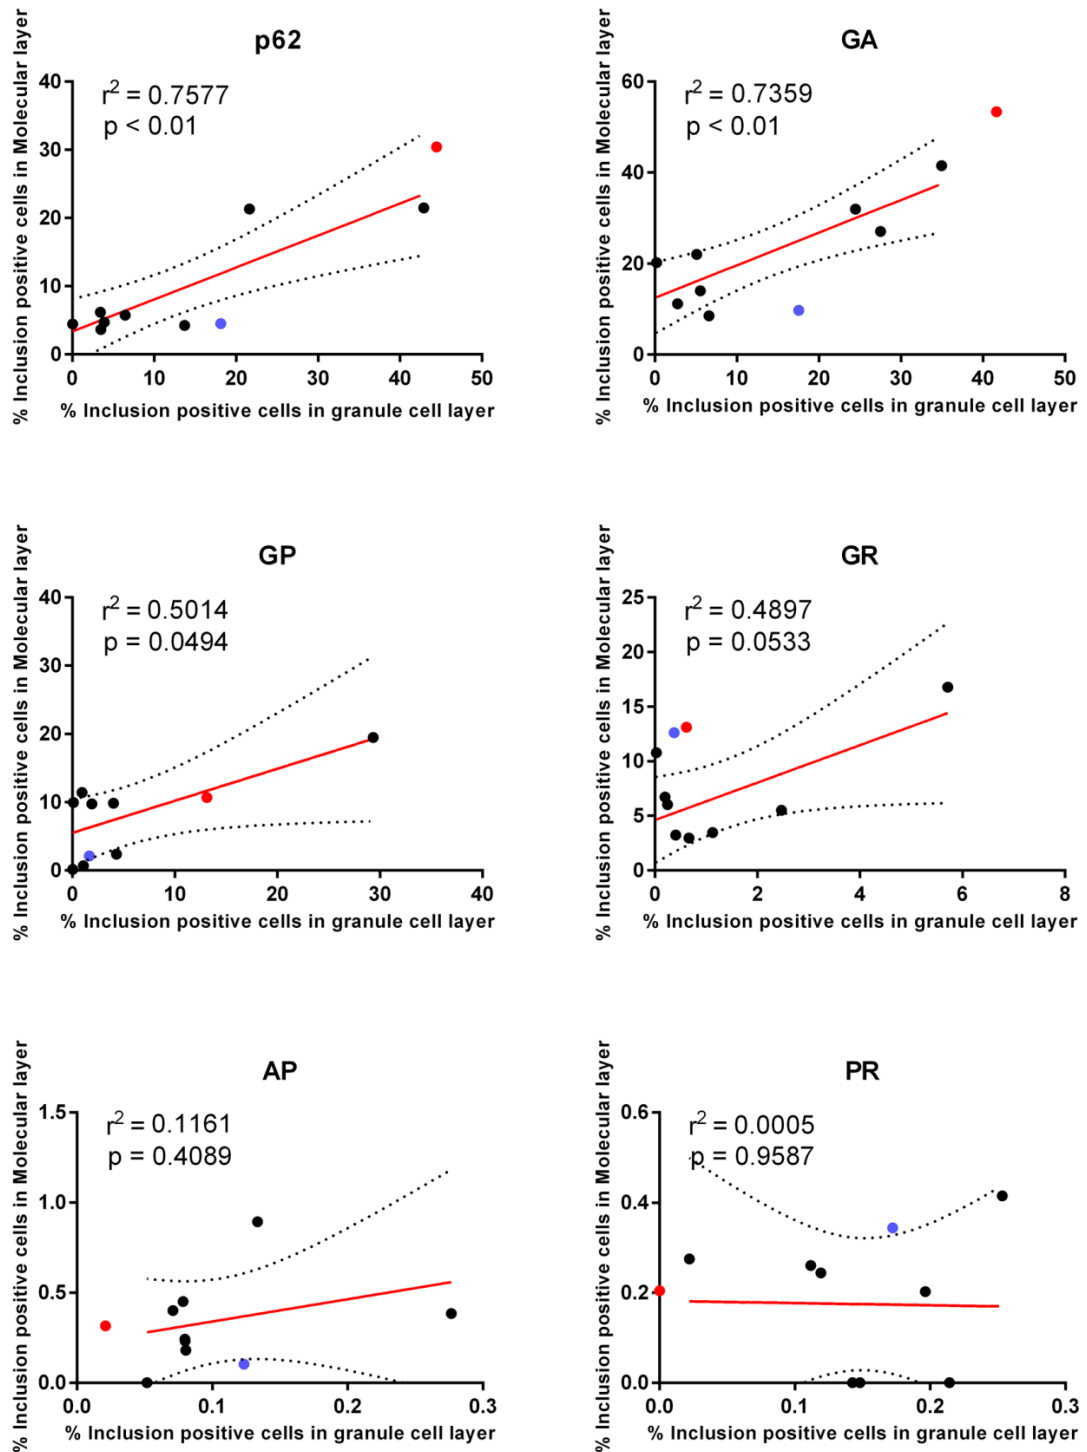 p62
% Inclusion positive cells in Molecular layer
r² = 0.7577
p < 0.01
40
30
20
10
0
0 10 20 30 40 50
% Inclusion positive cells in granule cell layer
GA
% Inclusion positive cells in Molecular layer
r² = 0.7359
p < 0.01
60
40
20
0
0 10 20 30 40 50
% Inclusion positive cells in granule cell layer
GP
% Inclusion positive cells in Molecular layer
r² = 0.5014
p = 0.0494
40
30
20
10
0
0 10 20 30 40
% Inclusion positive cells in granule cell layer
GR
% Inclusion positive cells in Molecular layer
r² = 0.4897
p = 0.0533
25
20
15
10
5
0
0 2 4 6 8
% Inclusion positive cells in granule cell layer
AP
% Inclusion positive cells in Molecular layer
r² = 0.1161
p = 0.4089
1.5
1.0
0.5
0.0
0.0 0.1 0.2 0.3
% Inclusion positive cells in granule cell layer
PR
% Inclusion positive cells in Molecular layer
r² = 0.0005
p = 0.9587
0.6
0.4
0.2
0.0
0.0 0.1 0.2 0.3
% Inclusion positive cells in granule cell layer